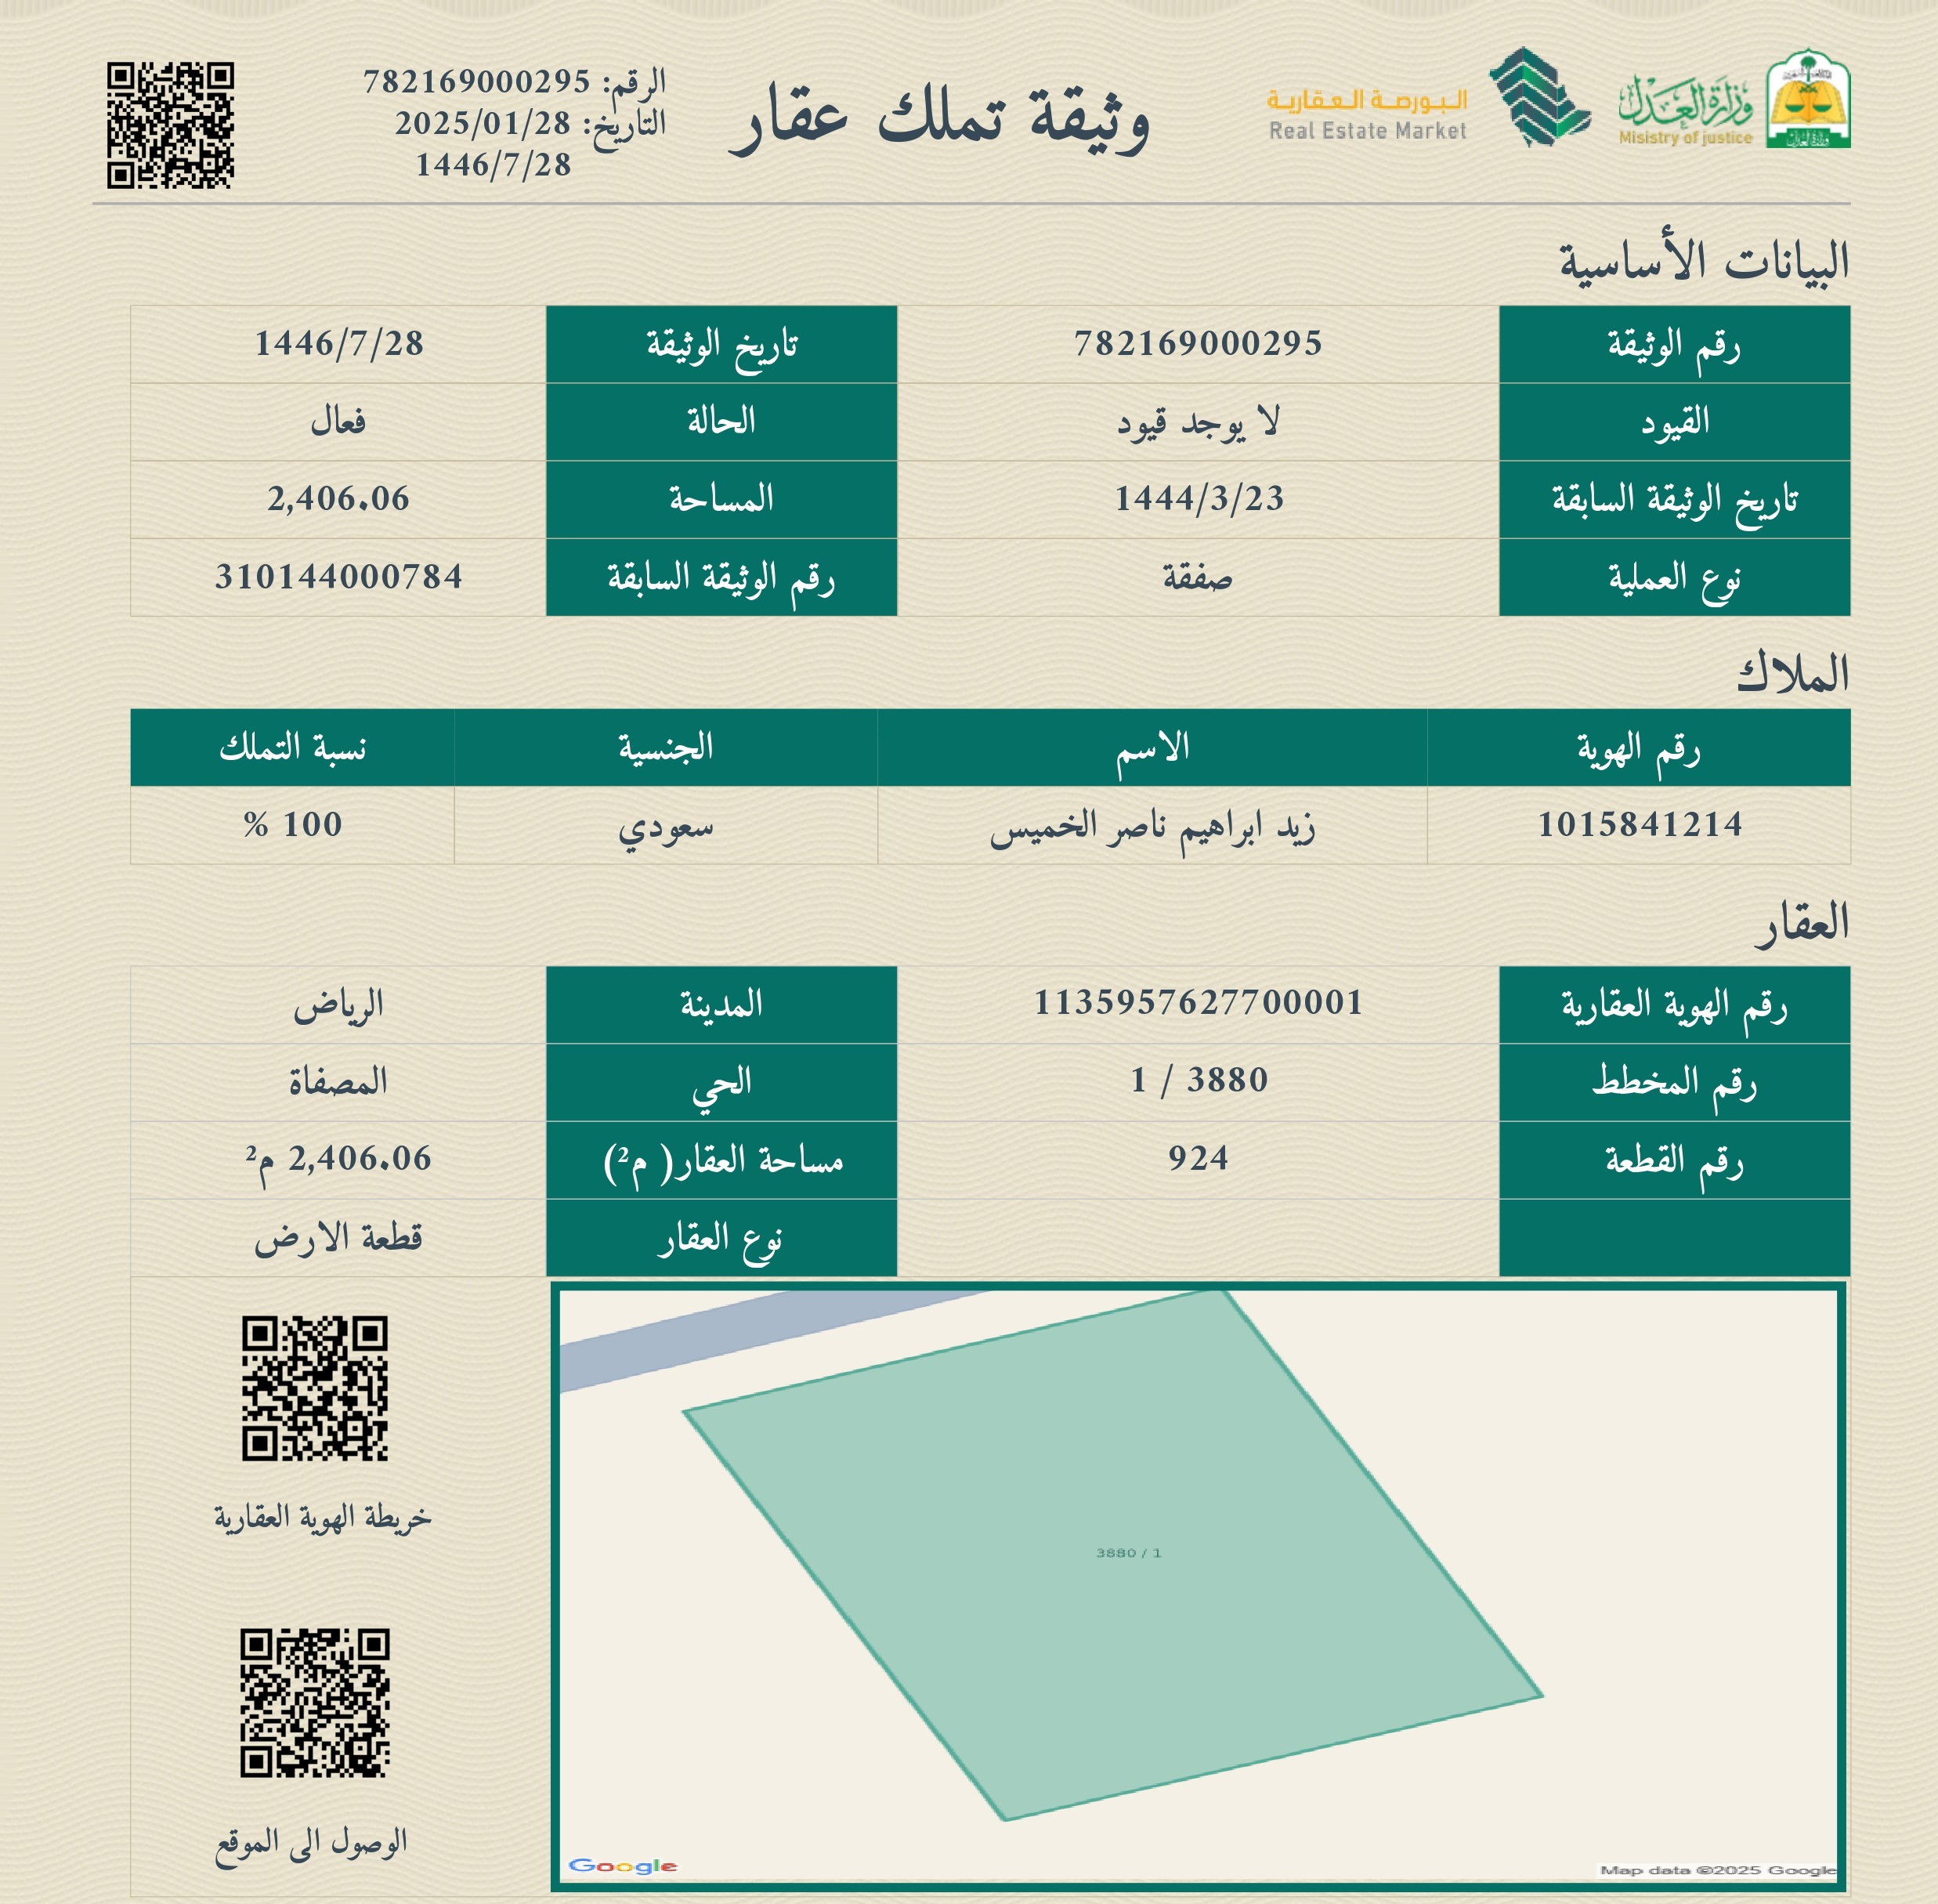 وزارة العدل
Misistry of justice
البورصة العقارية
Real Estate Market
وثيقة تملك عقار
الرقم: 782169000295
التاريخ: 2025/01/28
1446/7/28
البيانات الأساسية
رقم الوثيقة 782169000295 تاريخ الوثيقة 1446/7/28
القيود لا يوجد قيود الحالة فعال
تاريخ الوثيقة السابقة 1444/3/23 المساحة 2,406.06
نوع العملية صفقة رقم الوثيقة السابقة 310144000784
الملاك
رقم الهوية الاسم الجنسية نسبة التملك
1015841214 زيد ابراهيم ناصر الخميس سعودي 100 %
العقار
رقم الهوية العقارية 1135957627700001 المدينة الرياض
رقم المخطط 3880 / 1 الحي المصفاة
رقم القطعة 924 مساحة العقار( م²) 2,406.06 م²
نوع العقار قطعة الارض
3880 / 1
Google
Map data ©2025 Google
خريطة الهوية العقارية
الوصول الى الموقع